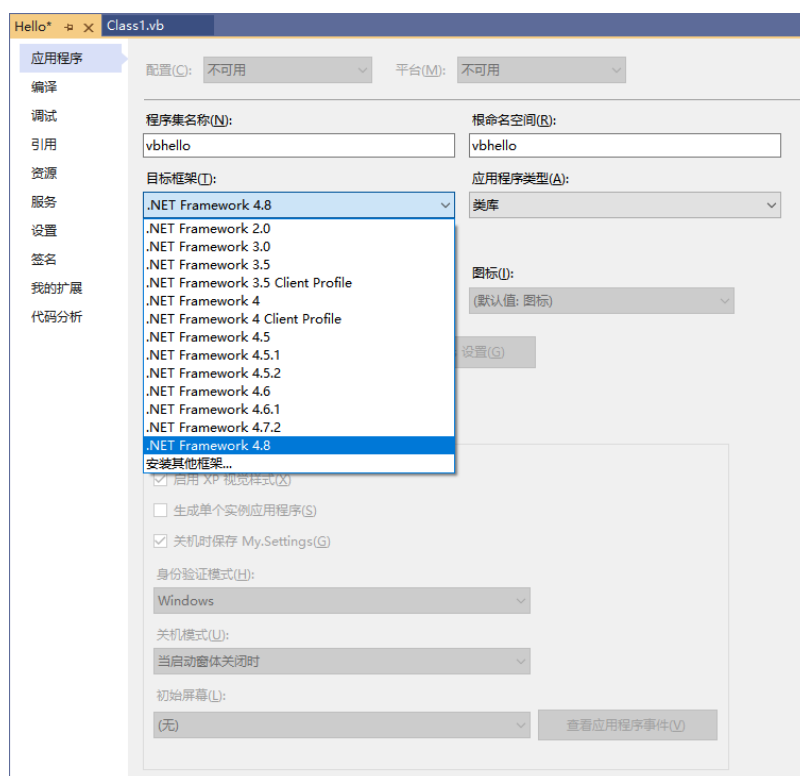 Hello* Class1.vb
应用程序
编译
调试
引用
资源
服务
设置
签名
我的扩展
代码分析
配置(C): 不可用 平台(M): 不可用
程序集名称(N): 根命名空间(R):
vbhello vbhello
目标框架(T): 应用程序类型(A):
.NET Framework 4.8 类库
.NET Framework 2.0
.NET Framework 3.0
.NET Framework 3.5
.NET Framework 3.5 Client Profile
.NET Framework 4
.NET Framework 4 Client Profile
.NET Framework 4.5
.NET Framework 4.5.1
.NET Framework 4.5.2
.NET Framework 4.6
.NET Framework 4.6.1
.NET Framework 4.7.2
.NET Framework 4.8
安装其他框架...
图标(I):
(默认值: 图标)
设置(G)
启用 XP 视觉样式(X)
生成单个实例应用程序(S)
关机时保存 My.Settings(G)
身份验证模式(H):
Windows
关机模式(U):
当启动窗体关闭时
初始屏幕(L):
(无) 查看应用程序事件(V)